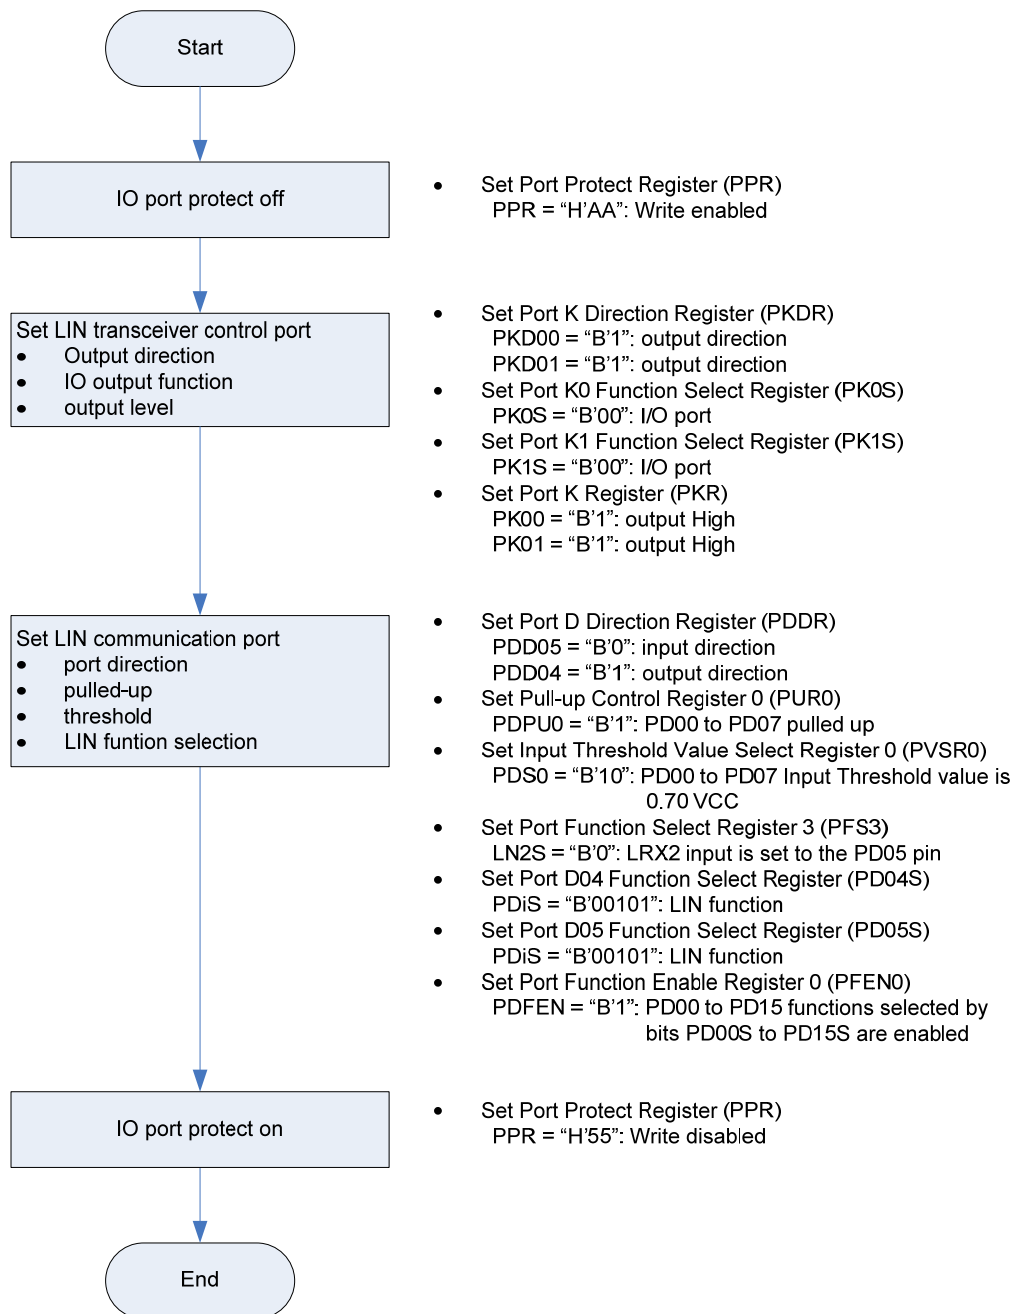 Start
IO port protect off
• Set Port Protect Register (PPR)
PPR = “H’AA”: Write enabled
Set LIN transceiver control port
• Output direction
• IO output function
• output level
• Set Port K Direction Register (PKDR)
PKD00 = “B’1”: output direction
PKD01 = “B’1”: output direction
• Set Port K0 Function Select Register (PK0S)
PK0S = “B’00”: I/O port
• Set Port K1 Function Select Register (PK1S)
PK1S = “B’00”: I/O port
• Set Port K Register (PKR)
PK00 = “B’1”: output High
PK01 = “B’1”: output High
Set LIN communication port
• port direction
• pulled-up
• threshold
• LIN funtion selection
• Set Port D Direction Register (PDDR)
PDD05 = “B’0”: input direction
PDD04 = “B’1”: output direction
• Set Pull-up Control Register 0 (PUR0)
PDPU0 = “B’1”: PD00 to PD07 pulled up
• Set Input Threshold Value Select Register 0 (PVSR0)
PDS0 = “B’10”: PD00 to PD07 Input Threshold value is
0.70 VCC
• Set Port Function Select Register 3 (PFS3)
LN2S = “B’0”: LRX2 input is set to the PD05 pin
• Set Port D04 Function Select Register (PD04S)
PDiS = “B’00101”: LIN function
• Set Port D05 Function Select Register (PD05S)
PDiS = “B’00101”: LIN function
• Set Port Function Enable Register 0 (PFEN0)
PDFEN = “B’1”: PD00 to PD15 functions selected by
bits PD00S to PD15S are enabled
IO port protect on
• Set Port Protect Register (PPR)
PPR = “H’55”: Write disabled
End